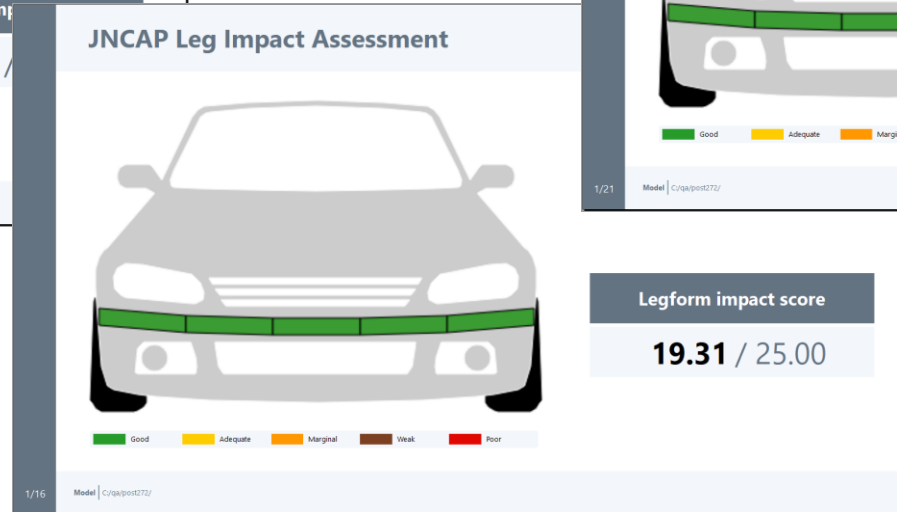 JNCAP Leg Impact Assessment
Good
Adequate
1/21
Model
C:/qa/post272/
Legform impact score
19.31 / 25.00
Good
Adequate
Marginal
Weak
Poor
1/16
Model
C:/qa/post272/